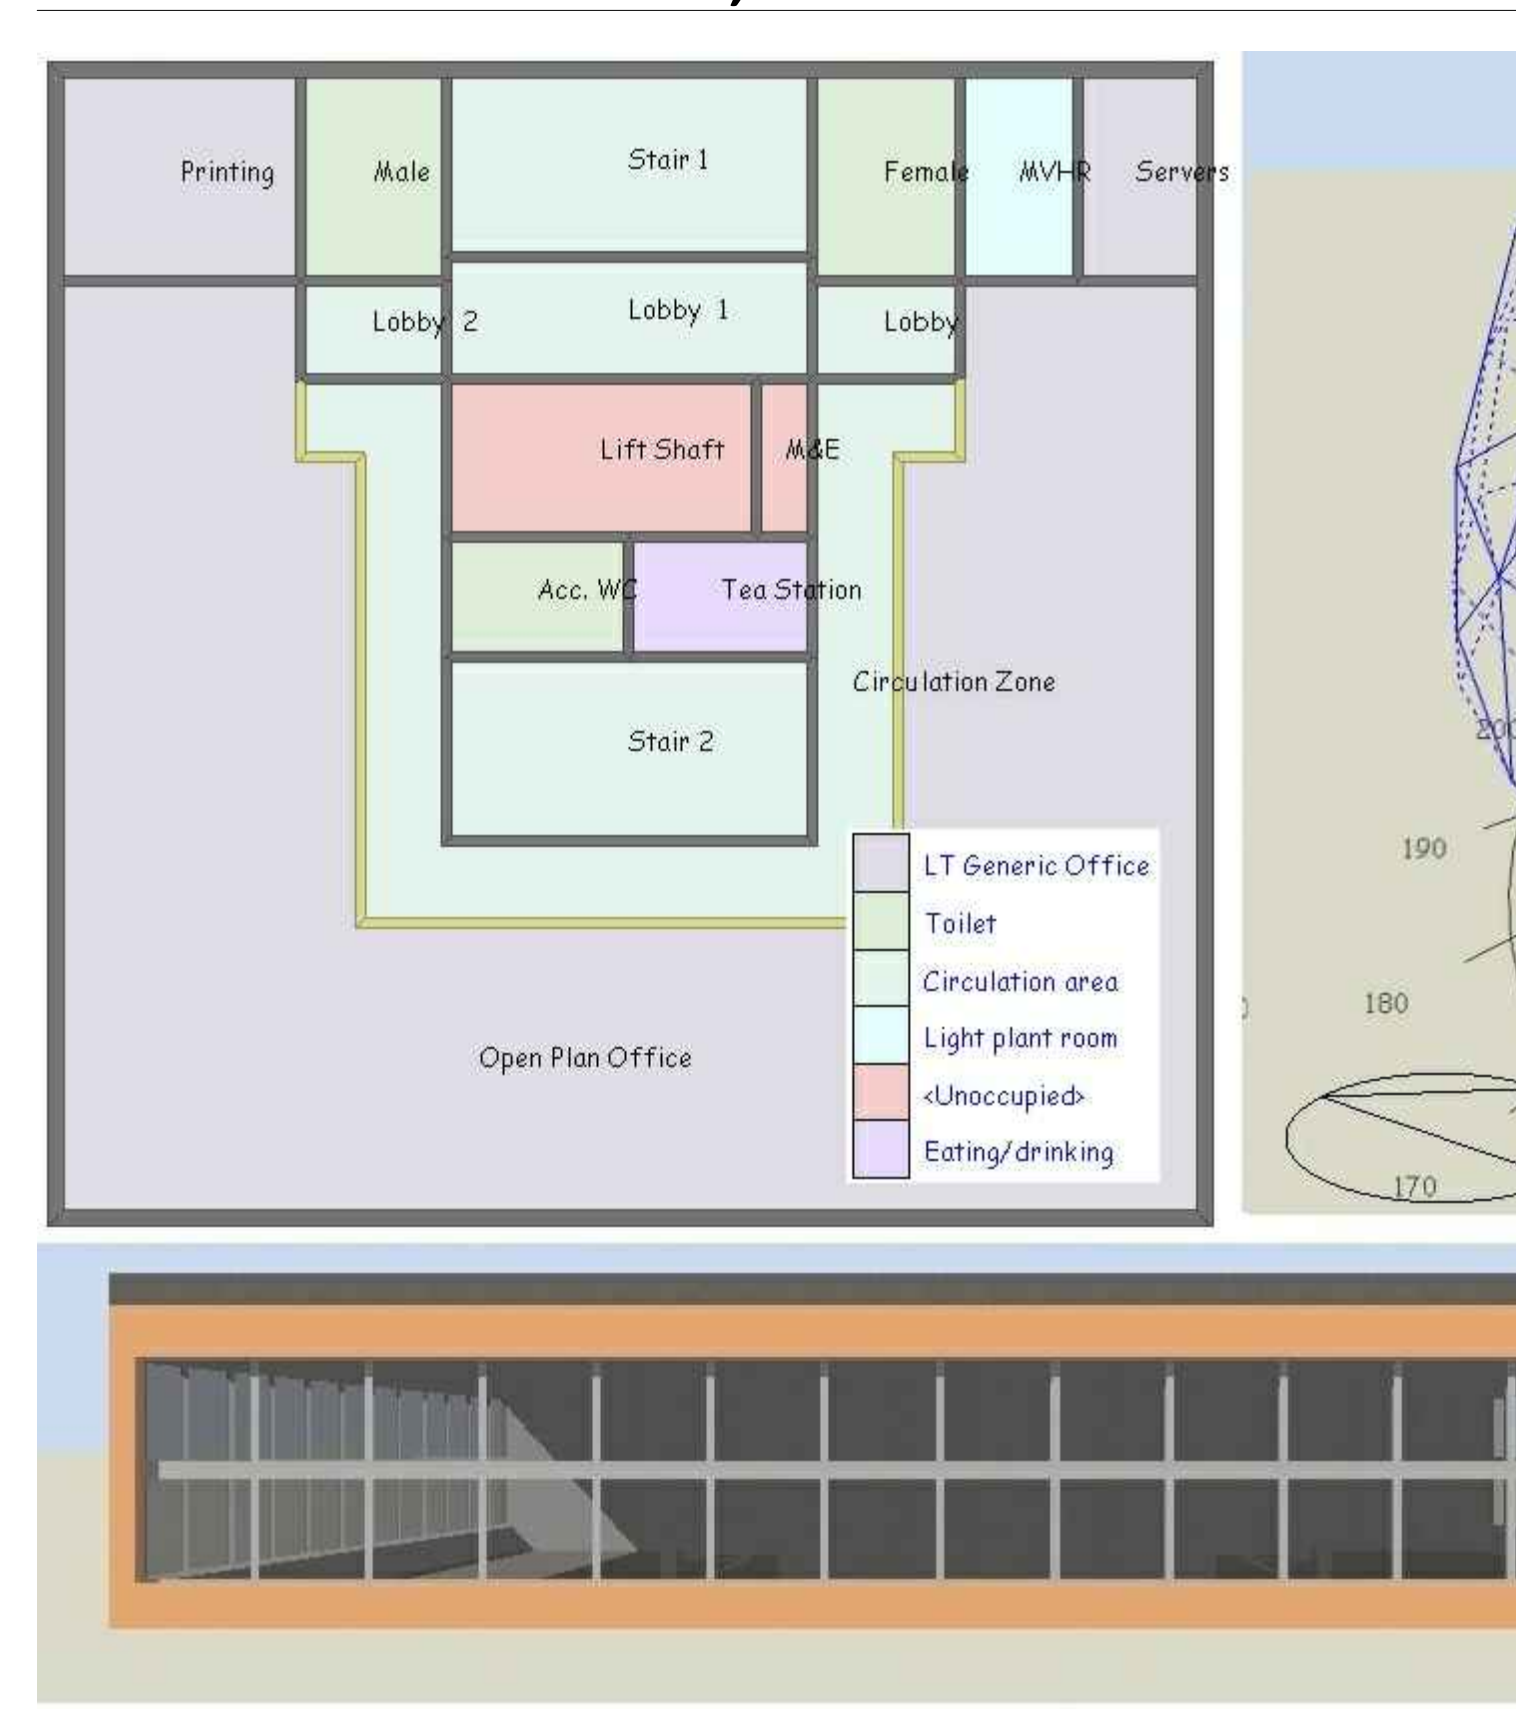 Printing
Male
Stair 1
Female
MVHR
Servers
Lobby 2
Lobby 1
Lobby
Lift Shaft
M&E
Acc. WC
Tea Station
Circulation Zone
Stair 2
Open Plan Office
LT Generic Office
Toilet
Circulation area
Light plant room
<Unoccupied>
Eating/drinking
190
180
170